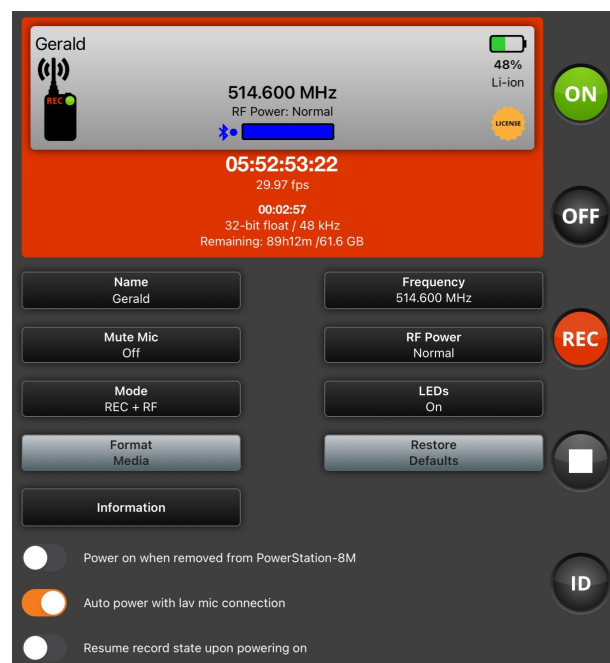 Gerald
REC
514.600 MHz
RF Power: Normal
48%
Li-ion
LICENSE
05:52:53:22
29.97 fps
00:02:57
32-bit float / 48 kHz
Remaining: 89h12m /61.6 GB
ON
OFF
REC
ID
Name
Gerald
Frequency
514.600 MHz
Mute Mic
Off
RF Power
Normal
Mode
REC + RF
LEDs
On
Format
Media
Restore
Defaults
Information
Power on when removed from PowerStation-8M
Auto power with lav mic connection
Resume record state upon powering on